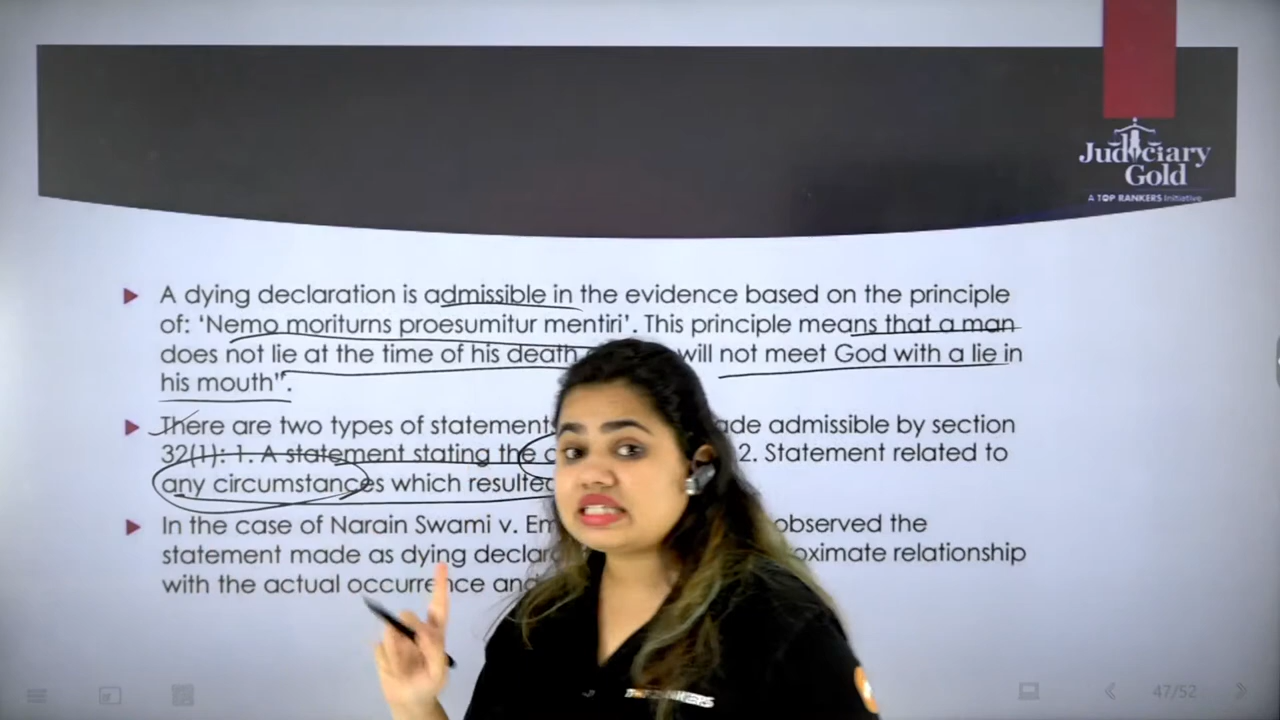 Judiciary
Gold
A TOP RANKERS Initiative
A dying declaration is admissible in the evidence based on the principle
of: ‘Nemo moriturns proesumitur mentiri’. This principle means that a man
does not lie at the time of his death will not meet God with a lie in
his mouth”.
There are two types of statement ade admissible by section
32(1): 1. A statement stating the c 2. Statement related to
any circumstances which resulted
In the case of Narain Swami v. Em observed the
statement made as dying declara oximate relationship
with the actual occurrence and
47/52